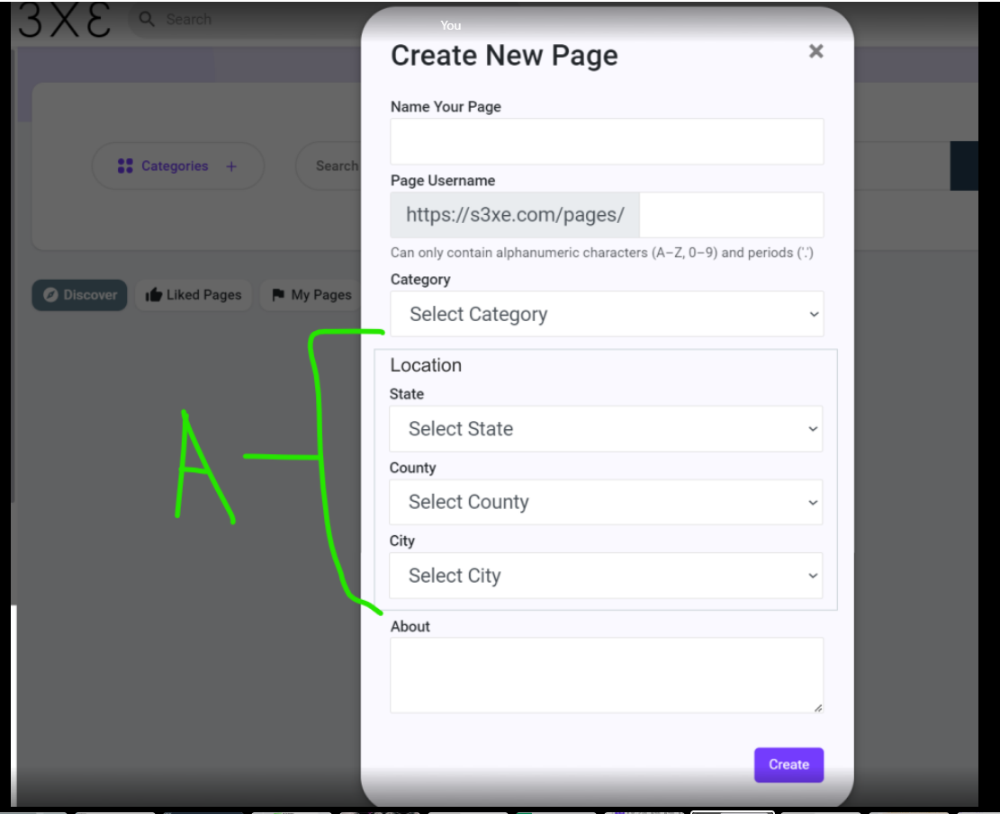 3XE
Search
You
Create New Page
×
Name Your Page
Categories +
Search
Page Username
https://s3xe.com/pages/
Can only contain alphanumeric characters (A–Z, 0–9) and periods ('.')
Category
Discover
Liked Pages
My Pages
Select Category
Location
State
Select State
A
County
Select County
City
Select City
About
Create